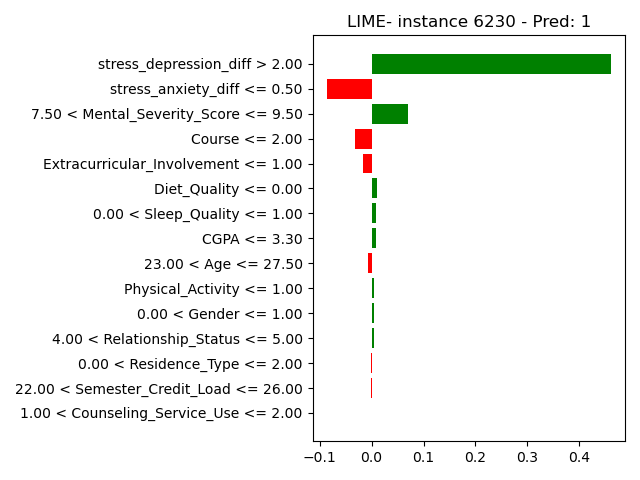 LIME- instance 6230 - Pred: 1
stress_depression_diff > 2.00
stress_anxiety_diff <= 0.50
7.50 < Mental_Severity_Score <= 9.50
Course <= 2.00
Extracurricular_Involvement <= 1.00
Diet_Quality <= 0.00
0.00 < Sleep_Quality <= 1.00
CGPA <= 3.30
23.00 < Age <= 27.50
Physical_Activity <= 1.00
0.00 < Gender <= 1.00
4.00 < Relationship_Status <= 5.00
0.00 < Residence_Type <= 2.00
22.00 < Semester_Credit_Load <= 26.00
1.00 < Counseling_Service_Use <= 2.00
−0.1 0.0 0.1 0.2 0.3 0.4